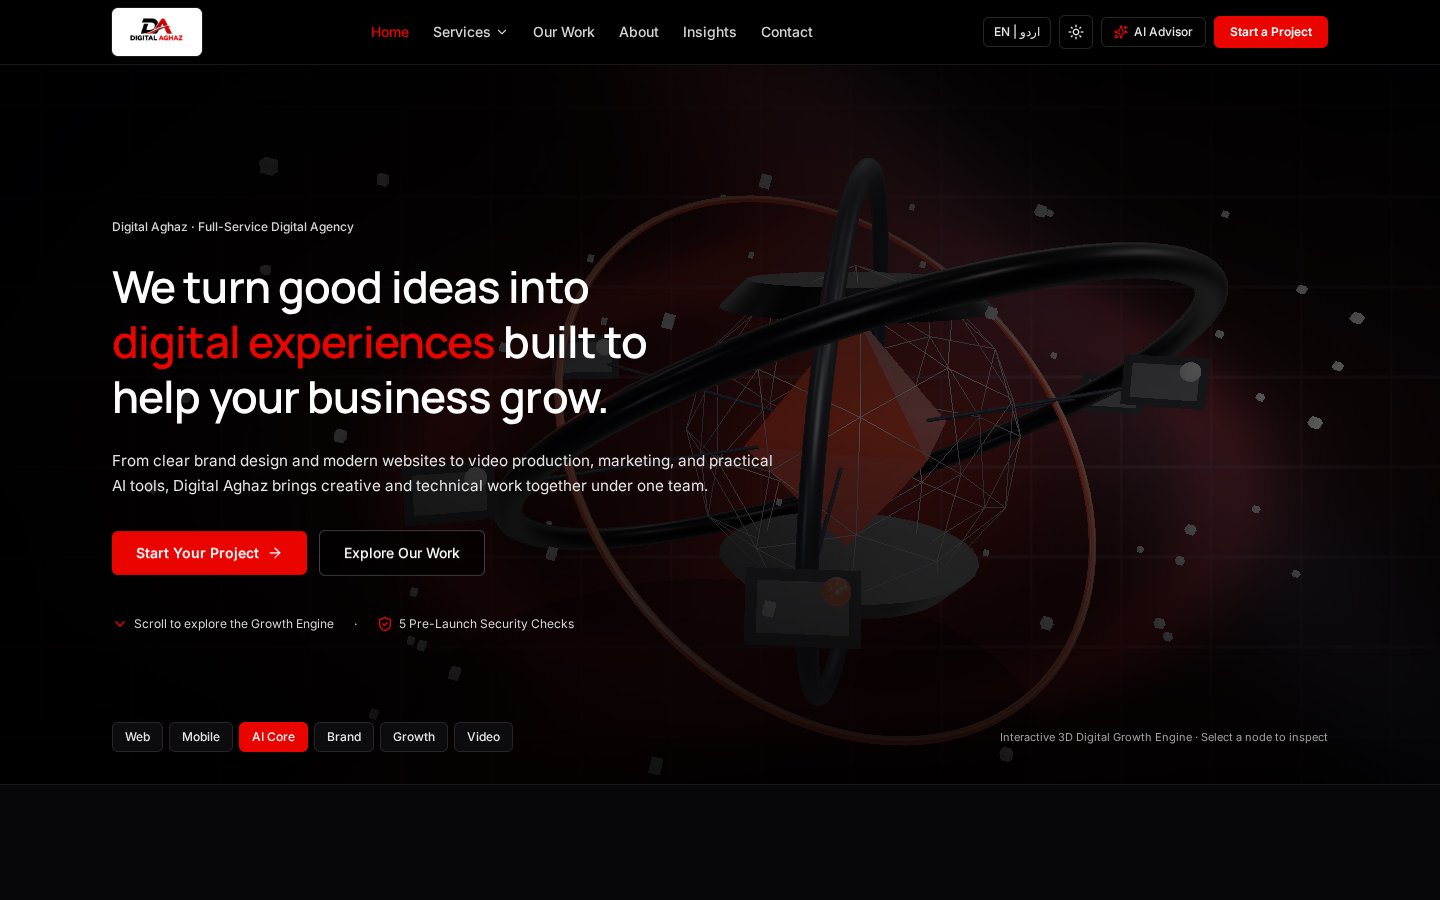 DA
DIGITAL AGHAZ
Home
Services
Our Work
About
Insights
Contact
EN | اردو
AI Advisor
Start a Project
Digital Aghaz · Full-Service Digital Agency
We turn good ideas into
digital experiences built to
help your business grow.
From clear brand design and modern websites to video production, marketing, and practical
AI tools, Digital Aghaz brings creative and technical work together under one team.
Start Your Project
Explore Our Work
Scroll to explore the Growth Engine · 5 Pre-Launch Security Checks
Web
Mobile
AI Core
Brand
Growth
Video
Interactive 3D Digital Growth Engine · Select a node to inspect